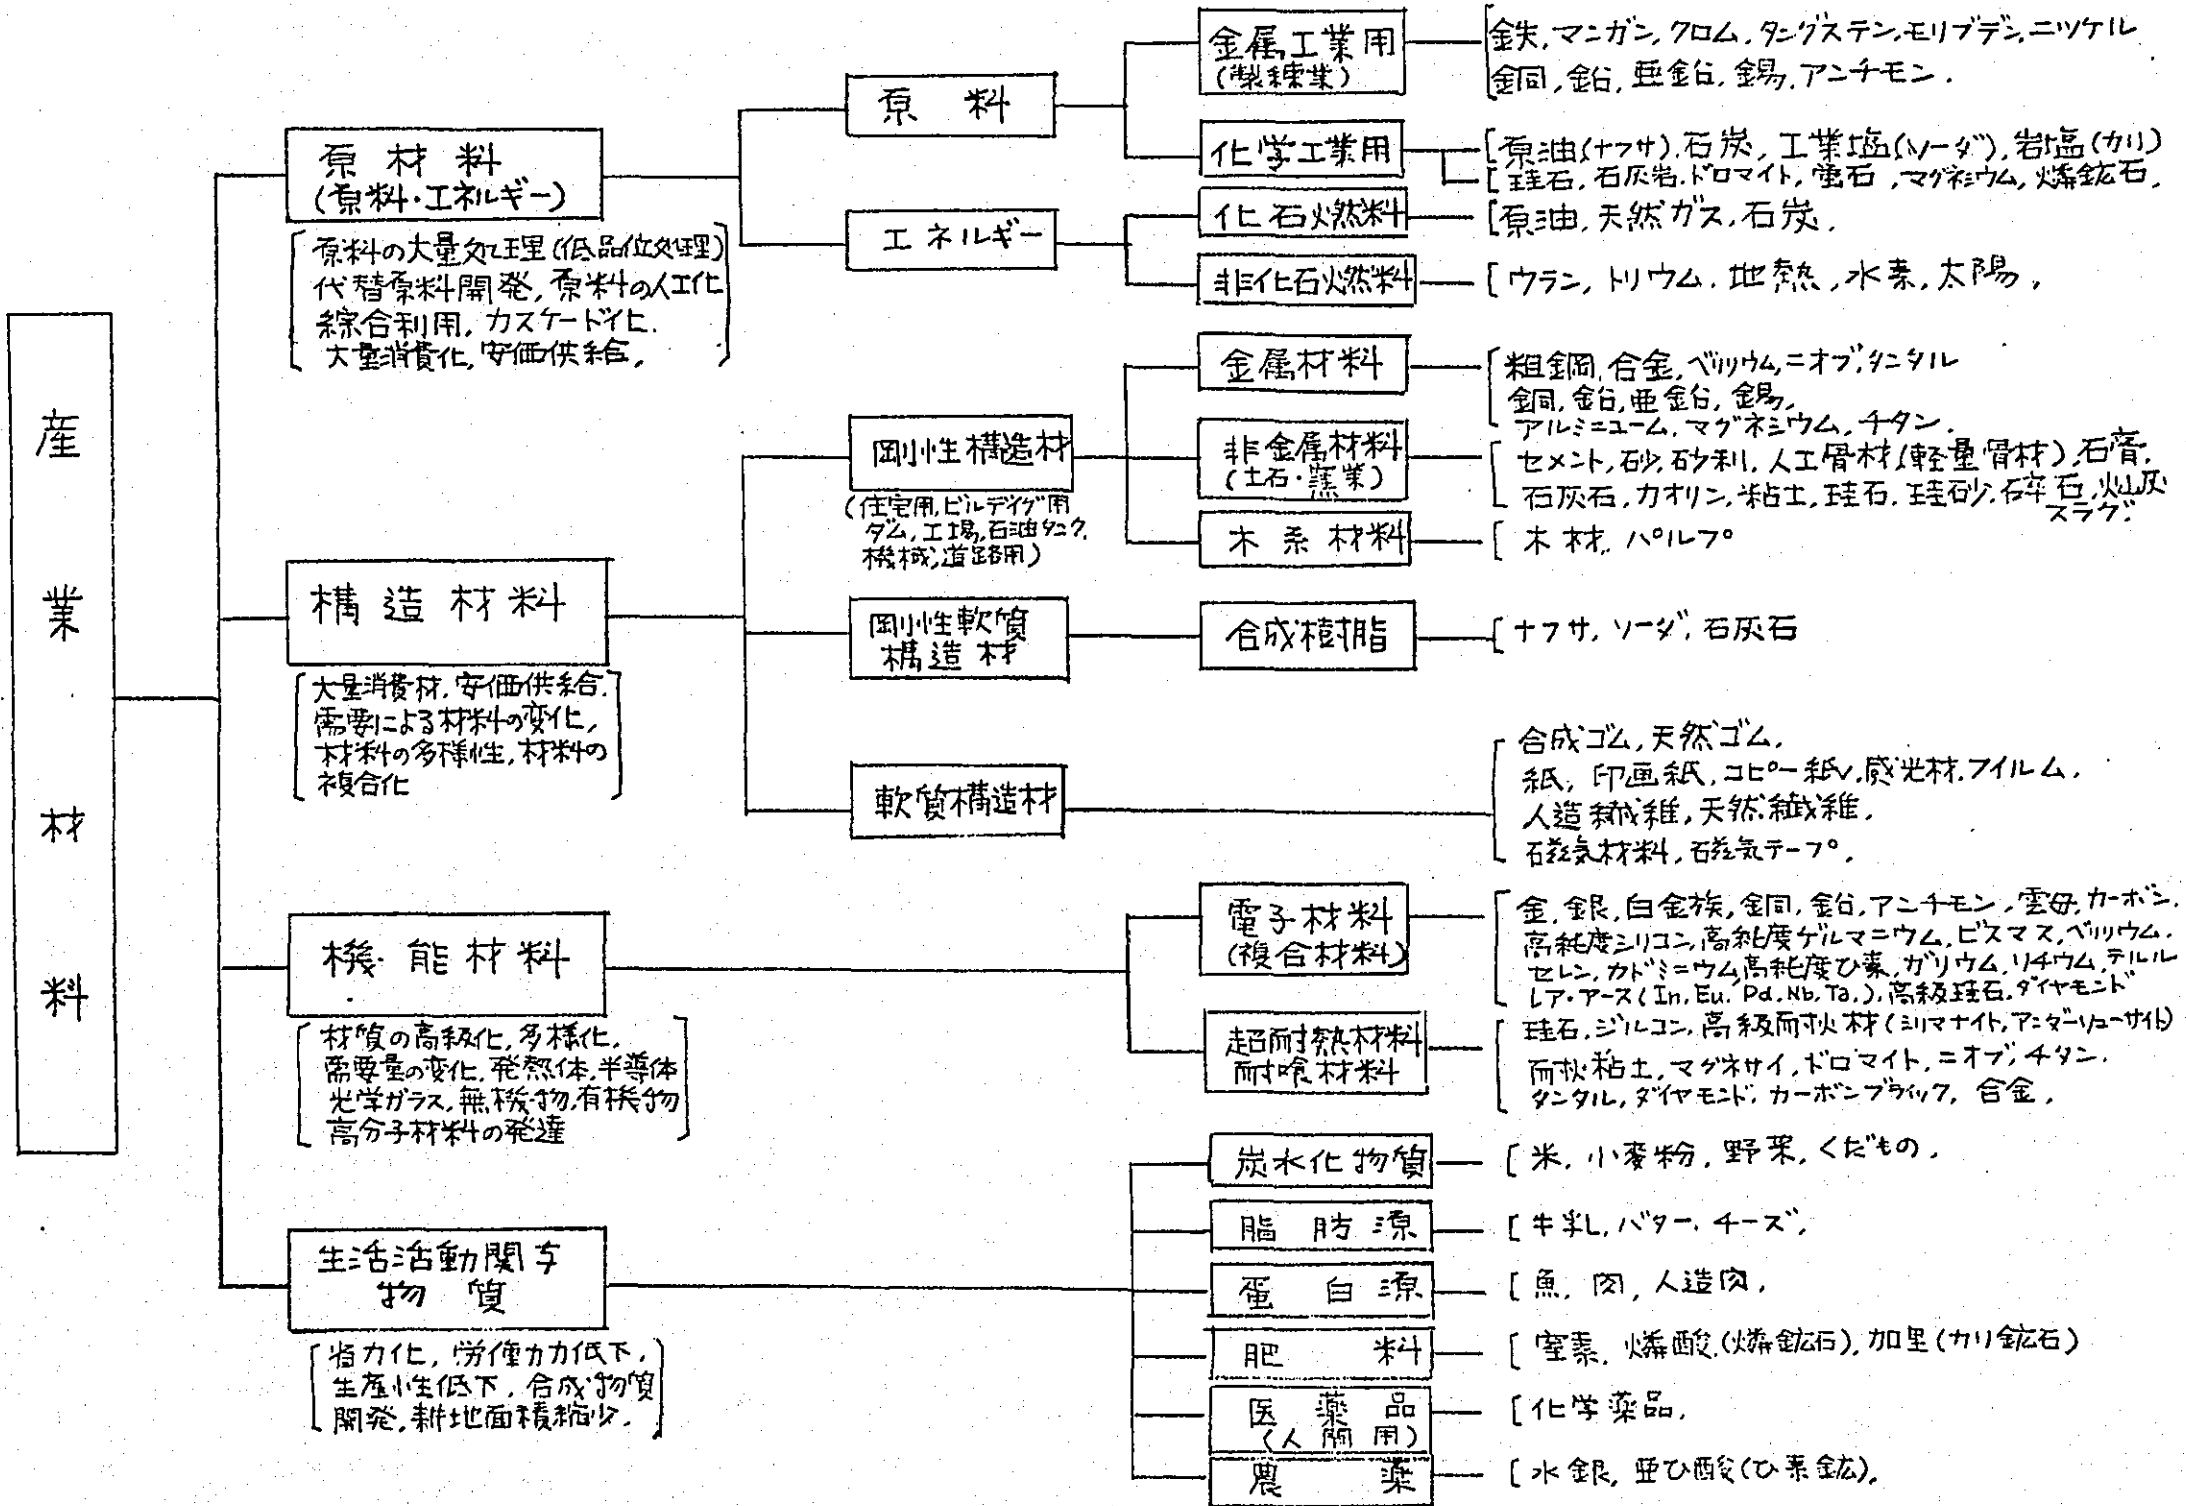 産業材料
原材料
(原料・エネルギー)
原料の大量処理(低品位処理)
代替原料開発, 原料の人工化
綜合利用, カスケード化.
大量消費化, 安価供給,
原料
金属工業用
(製練業)
鉄, マンガン, クロム, タングステン, モリブデン, ニッケル
銅, 鉛, 亜鉛, 錫, アンチモン.
化学工業用
原油(ナフサ), 石炭, 工業塩(ソーダ), 岩塩(カリ)
珪石, 石灰岩, ドロマイト, 蛍石, マグネシウム, 燐鉱石,
エネルギー
化石燃料
原油, 天然ガス, 石炭,
非化石燃料
ウラン, トリウム, 地熱, 水素, 太陽,
構造材料
大量消費材, 安価供給,
需要による材料の変化,
材料の多様性, 材料の
複合化
剛性構造材
(住宅用, ビルディング用
ダム, 工場, 石油タンク,
機械, 道路用)
金属材料
粗鋼, 合金, ベリリウム, ニオブ, タンタル
銅, 鉛, 亜鉛, 錫,
アルミニューム, マグネシウム, チタン.
非金属材料
(土石・窯業)
セメント, 砂, 砂利, 人工骨材(軽量骨材), 石膏,
石灰石, カオリン, 粘土, 珪石, 珪砂, 砕石, 火山灰
スラグ.
木系材料
木材, パルプ
剛性軟質
構造材
合成樹脂
ナフサ, ソーダ, 石灰石
軟質構造材
合成ゴム, 天然ゴム,
紙, 印画紙, コピー紙, 感光材, フイルム,
人造繊維, 天然繊維,
磁気材料, 磁気テープ,
機能材料
材質の高級化, 多様化,
需要量の変化, 発熱体, 半導体
光学ガラス, 無機物, 有機物
高分子材料の発達
電子材料
(複合材料)
金, 銀, 白金族, 銅, 鉛, アンチモン, 雲母, カーボン,
高純度シリコン, 高純度ゲルマニウム, ビスマス, ベリリウム,
セレン, カドミニウム, 高純度ひ素, ガリウム, リチウム, テルル
レア・アース(In, Eu, Pd, Nb, Ta,), 高級珪石, ダイヤモンド
超耐熱材料
耐喰材料
珪石, ジルコン, 高級耐火材(シリマナイト, アンダーリューサイト)
耐火粘土, マグネサイ, ドロマイト, ニオブ, チタン,
タンタル, ダイヤモンド, カーボンブラック, 合金,
生活活動関与
物質
省力化, 労働力力低下,
生産性低下, 合成物質
開発, 耕地面積縮少,
炭水化物質
米, 小麦粉, 野菜, くだもの,
脂肪源
牛乳, バター, チーズ,
蛋白源
魚, 肉, 人造肉,
肥料
窒素, 燐酸,(燐鉱石), 加里(カリ鉱石)
医薬品
(人間用)
化学薬品,
農薬
水銀, 亜ひ酸(ひ素鉱),